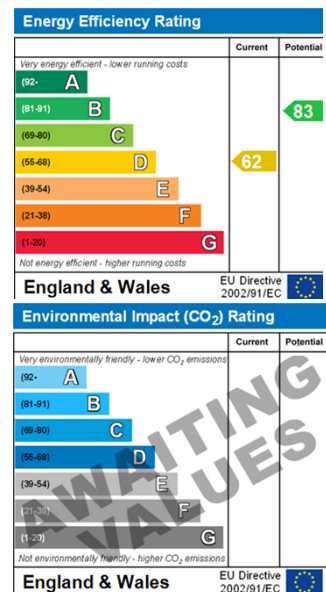 Energy Efficiency Rating
Current Potential
Very energy efficient - lower running costs
(92- A
(81-91) B
83
(69-80) C
(55-68) D
62
(39-54) E
(21-38) F
(1-20) G
Not energy efficient - higher running costs
England & Wales
EU Directive
2002/91/EC
Environmental Impact (CO2) Rating
Current Potential
Very environmentally friendly - lower CO2 emissions
(92- A
(81-91) B
(69-80) C
(55-68) D
(39-54) E
(21-38) F
(1-20) G
AWAITING
VALUES
Not environmentally friendly - higher CO2 emissions
England & Wales
EU Directive
2002/91/EC